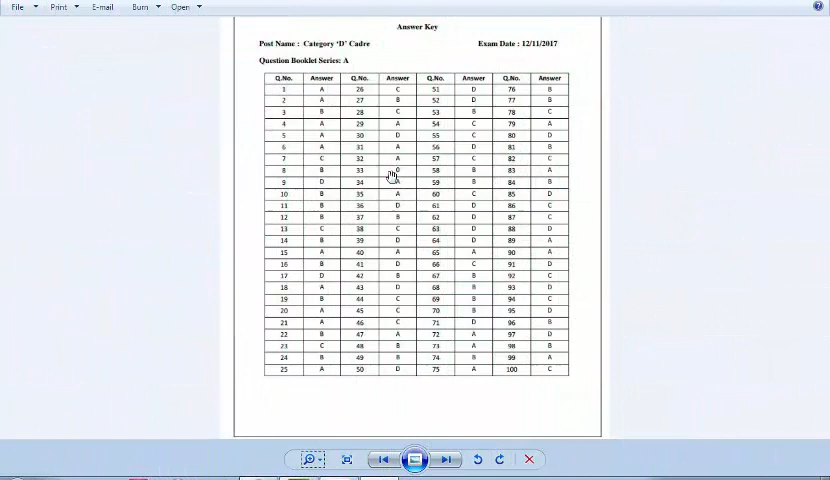 File Print E-mail Burn Open
Answer Key
Post Name : Category 'D' Cadre Exam Date : 12/11/2017
Question Booklet Series: A
Q.No. Answer Q.No. Answer Q.No. Answer Q.No. Answer
1 A 26 C 51 D 76 B
2 A 27 B 52 D 77 B
3 B 28 C 53 B 78 C
4 A 29 A 54 C 79 A
5 A 30 D 55 C 80 D
6 A 31 A 56 D 81 B
7 C 32 A 57 C 82 C
8 B 33 58 B 83 A
9 D 34 A 59 B 84 B
10 B 35 A 60 C 85 D
11 B 36 D 61 D 86 C
12 B 37 B 62 D 87 C
13 C 38 C 63 D 88 D
14 B 39 D 64 D 89 A
15 A 40 A 65 A 90 A
16 B 41 D 66 C 91 D
17 D 42 B 67 B 92 C
18 A 43 D 68 B 93 D
19 B 44 C 69 B 94 C
20 A 45 C 70 B 95 D
21 A 46 C 71 D 96 B
22 B 47 A 72 A 97 D
23 C 48 B 73 A 98 B
24 B 49 B 74 B 99 A
25 A 50 D 75 A 100 C